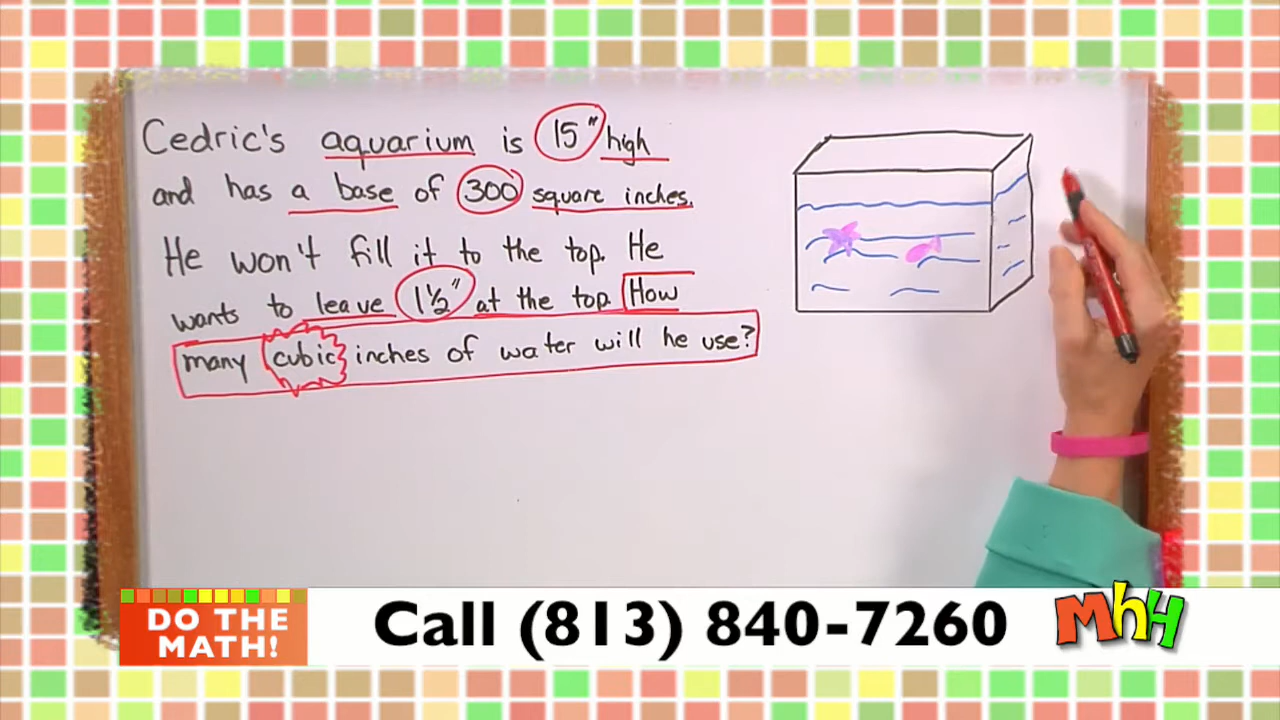 Cedric's aquarium is 15" high
and has a base of 300 square inches.
He won't fill it to the top. He
wants to leave 1½" at the top. How
many cubic inches of water will he use?
DO THE
MATH!
Call (813) 840-7260
Mh4